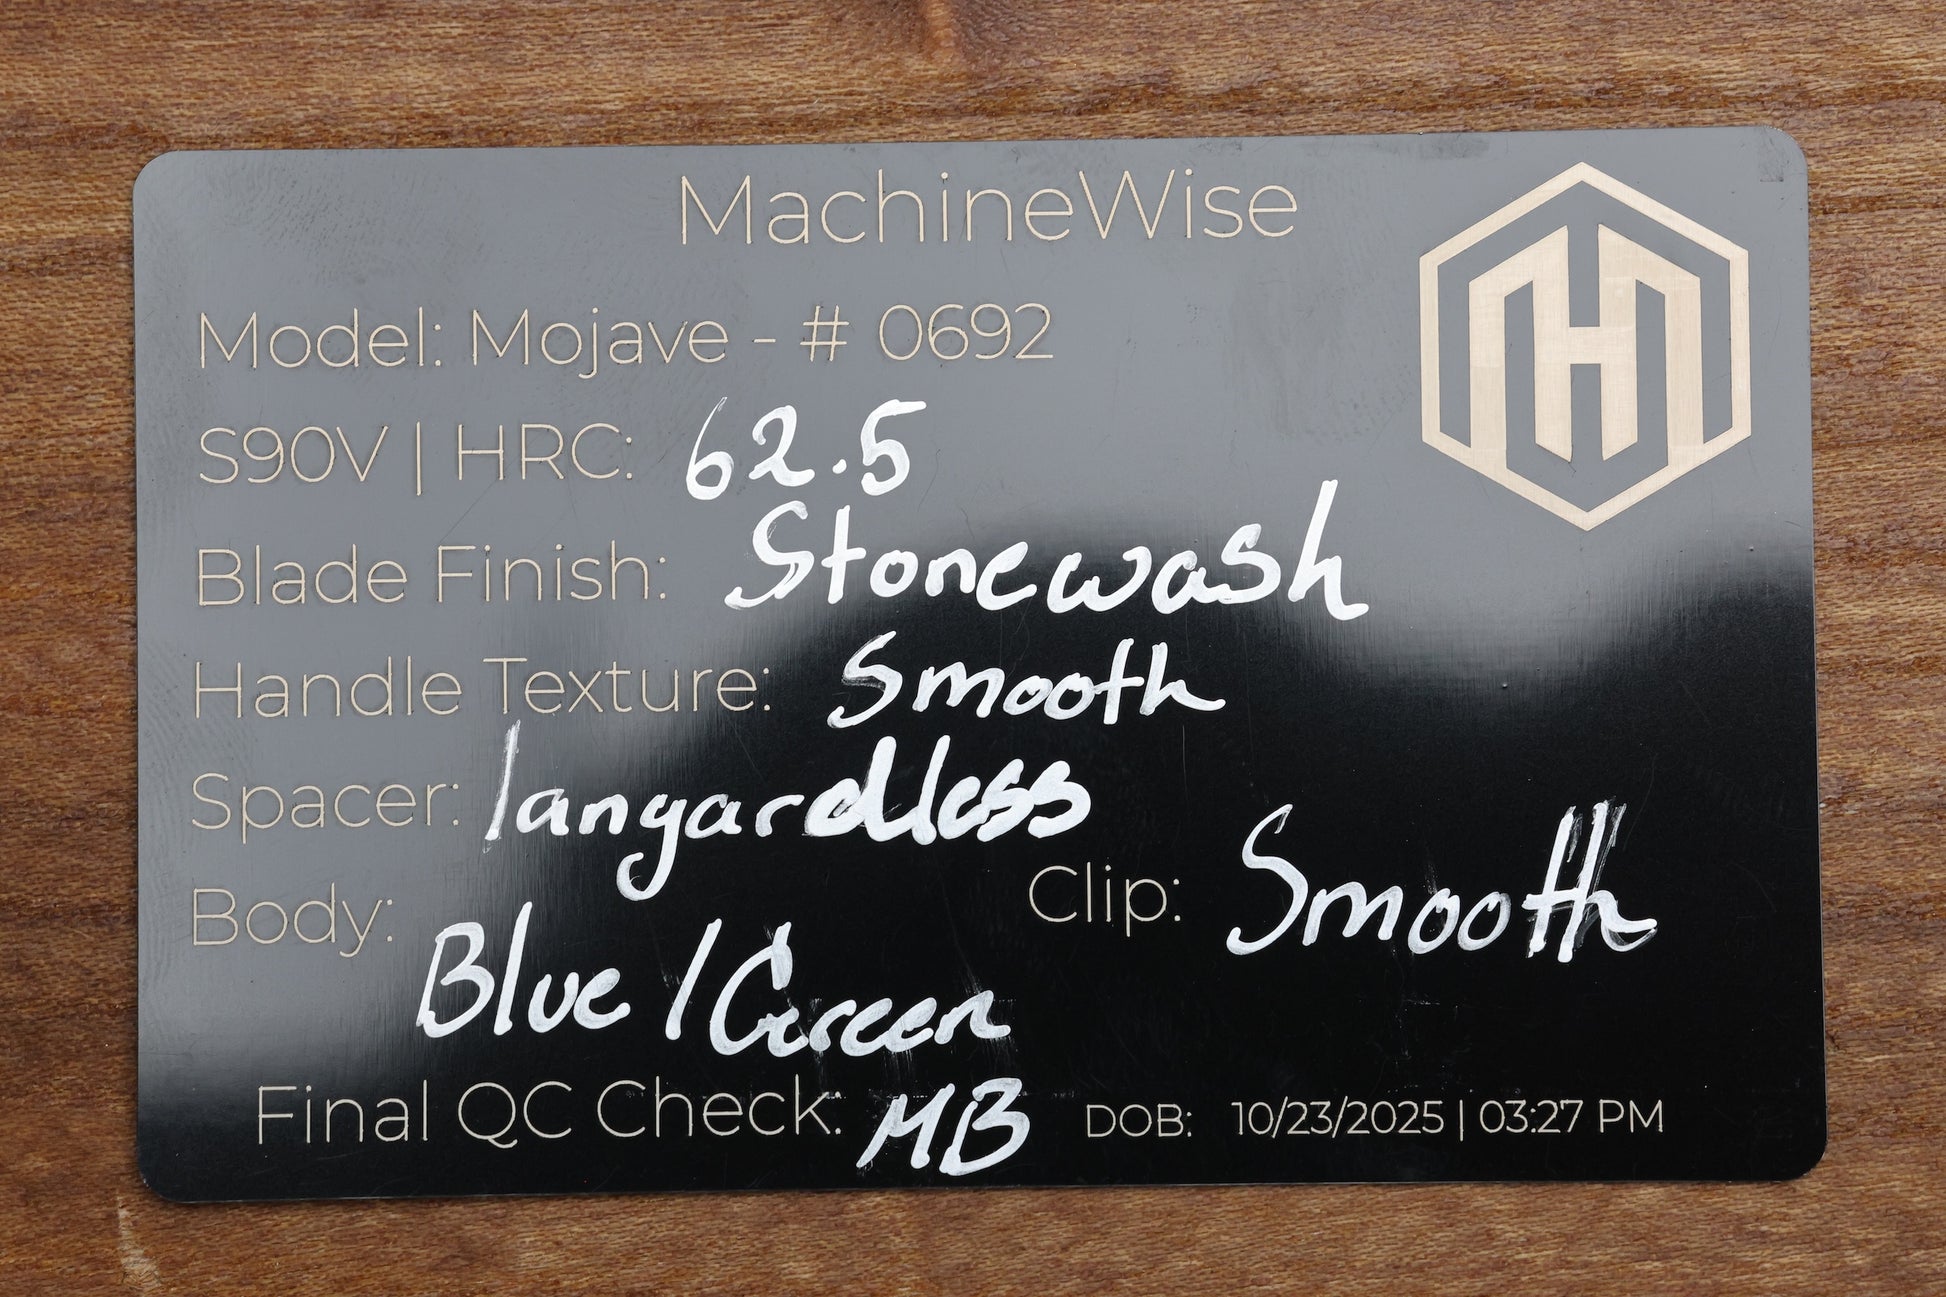 MachineWise
Model: Mojave - # 0692
S90V | HRC: 62.5
Blade Finish: Stonewash
Handle Texture: Smooth
Spacer: langardless
Body: Blue/Green
Clip: Smooth
Final QC Check: MB
DOB: 10/23/2025 | 03:27 PM